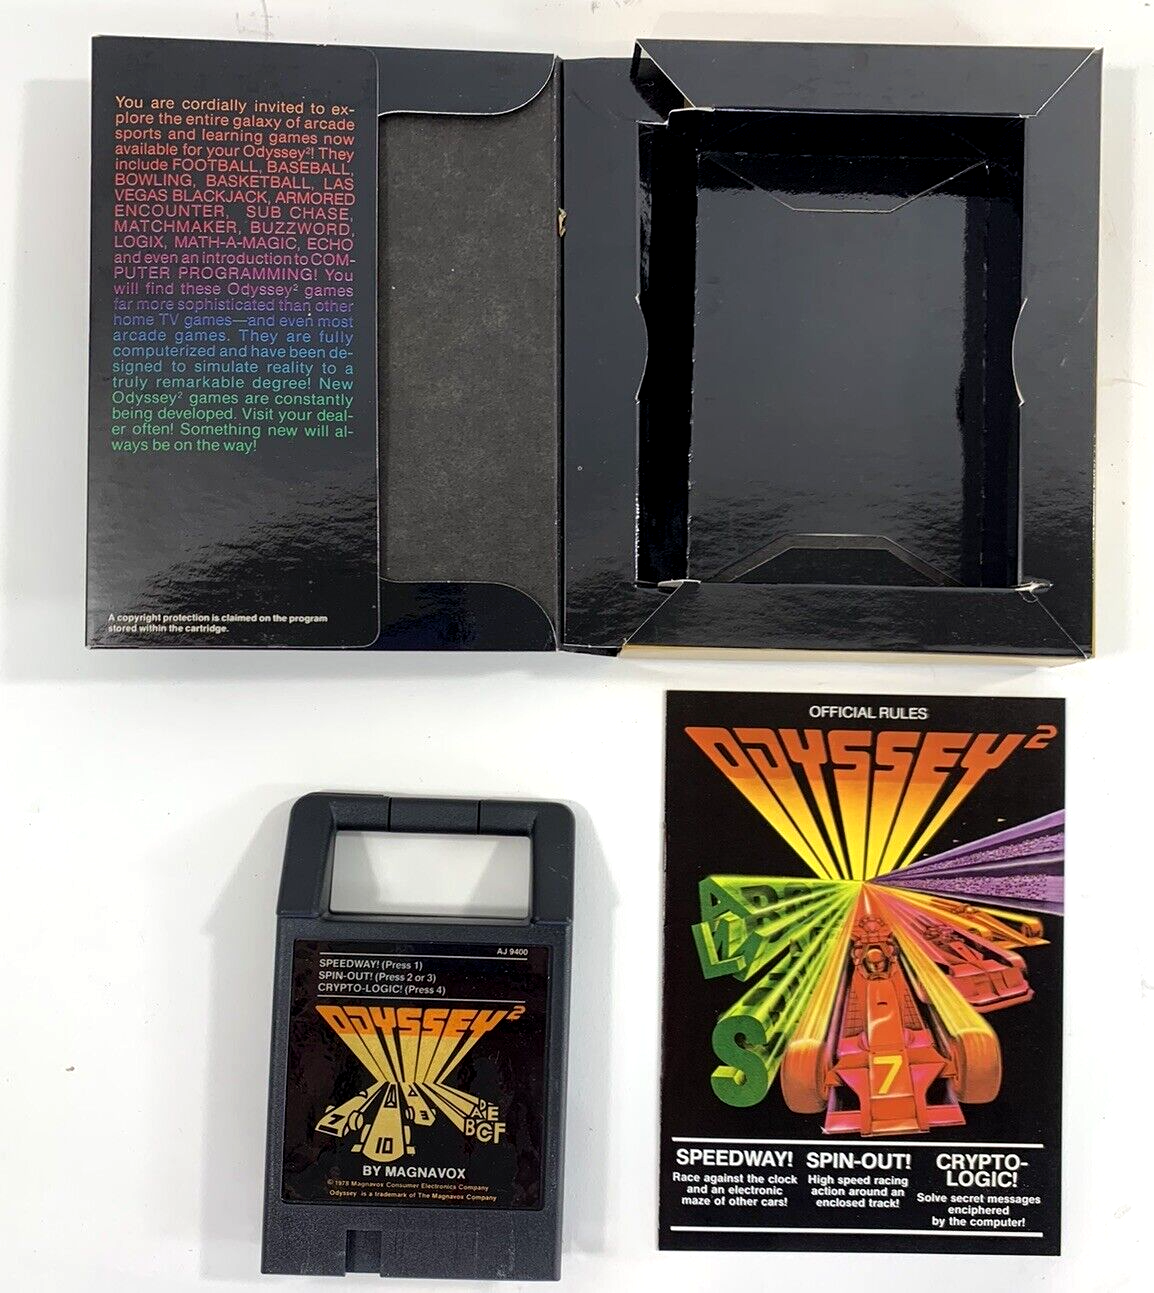 You are cordially invited to ex-
plore the entire galaxy of arcade
sports and learning games now
available for your Odyssey²! They
include FOOTBALL, BASEBALL,
BOWLING, BASKETBALL, LAS
VEGAS BLACKJACK, ARMORED
ENCOUNTER, SUB CHASE,
MATCHMAKER, BUZZWORD,
LOGIX, MATH-A-MAGIC, ECHO
and even an introduction to COM-
PUTER PROGRAMMING! You
will find these Odyssey² games
far more sophisticated than other
home TV games—and even most
arcade games. They are fully
computerized and have been de-
signed to simulate reality to a
truly remarkable degree! New
Odyssey² games are constantly
being developed. Visit your deal-
er often! Something new will al-
ways be on the way!
A copyright protection is claimed on the program
stored within the cartridge.
AJ 9400
SPEEDWAY! (Press 1)
SPIN-OUT! (Press 2 or 3)
CRYPTO-LOGIC! (Press 4)
ODYSSEY²
7
10
3
A E
B C F
BY MAGNAVOX
© 1978 Magnavox Consumer Electronics Company
Odyssey is a trademark of The Magnavox Company
OFFICIAL RULES
ODYSSEY²
A
S
7
SPEEDWAY!
Race against the clock
and an electronic
maze of other cars!
SPIN-OUT!
High speed racing
action around an
enclosed track!
CRYPTO-
LOGIC!
Solve secret messages
enciphered
by the computer!